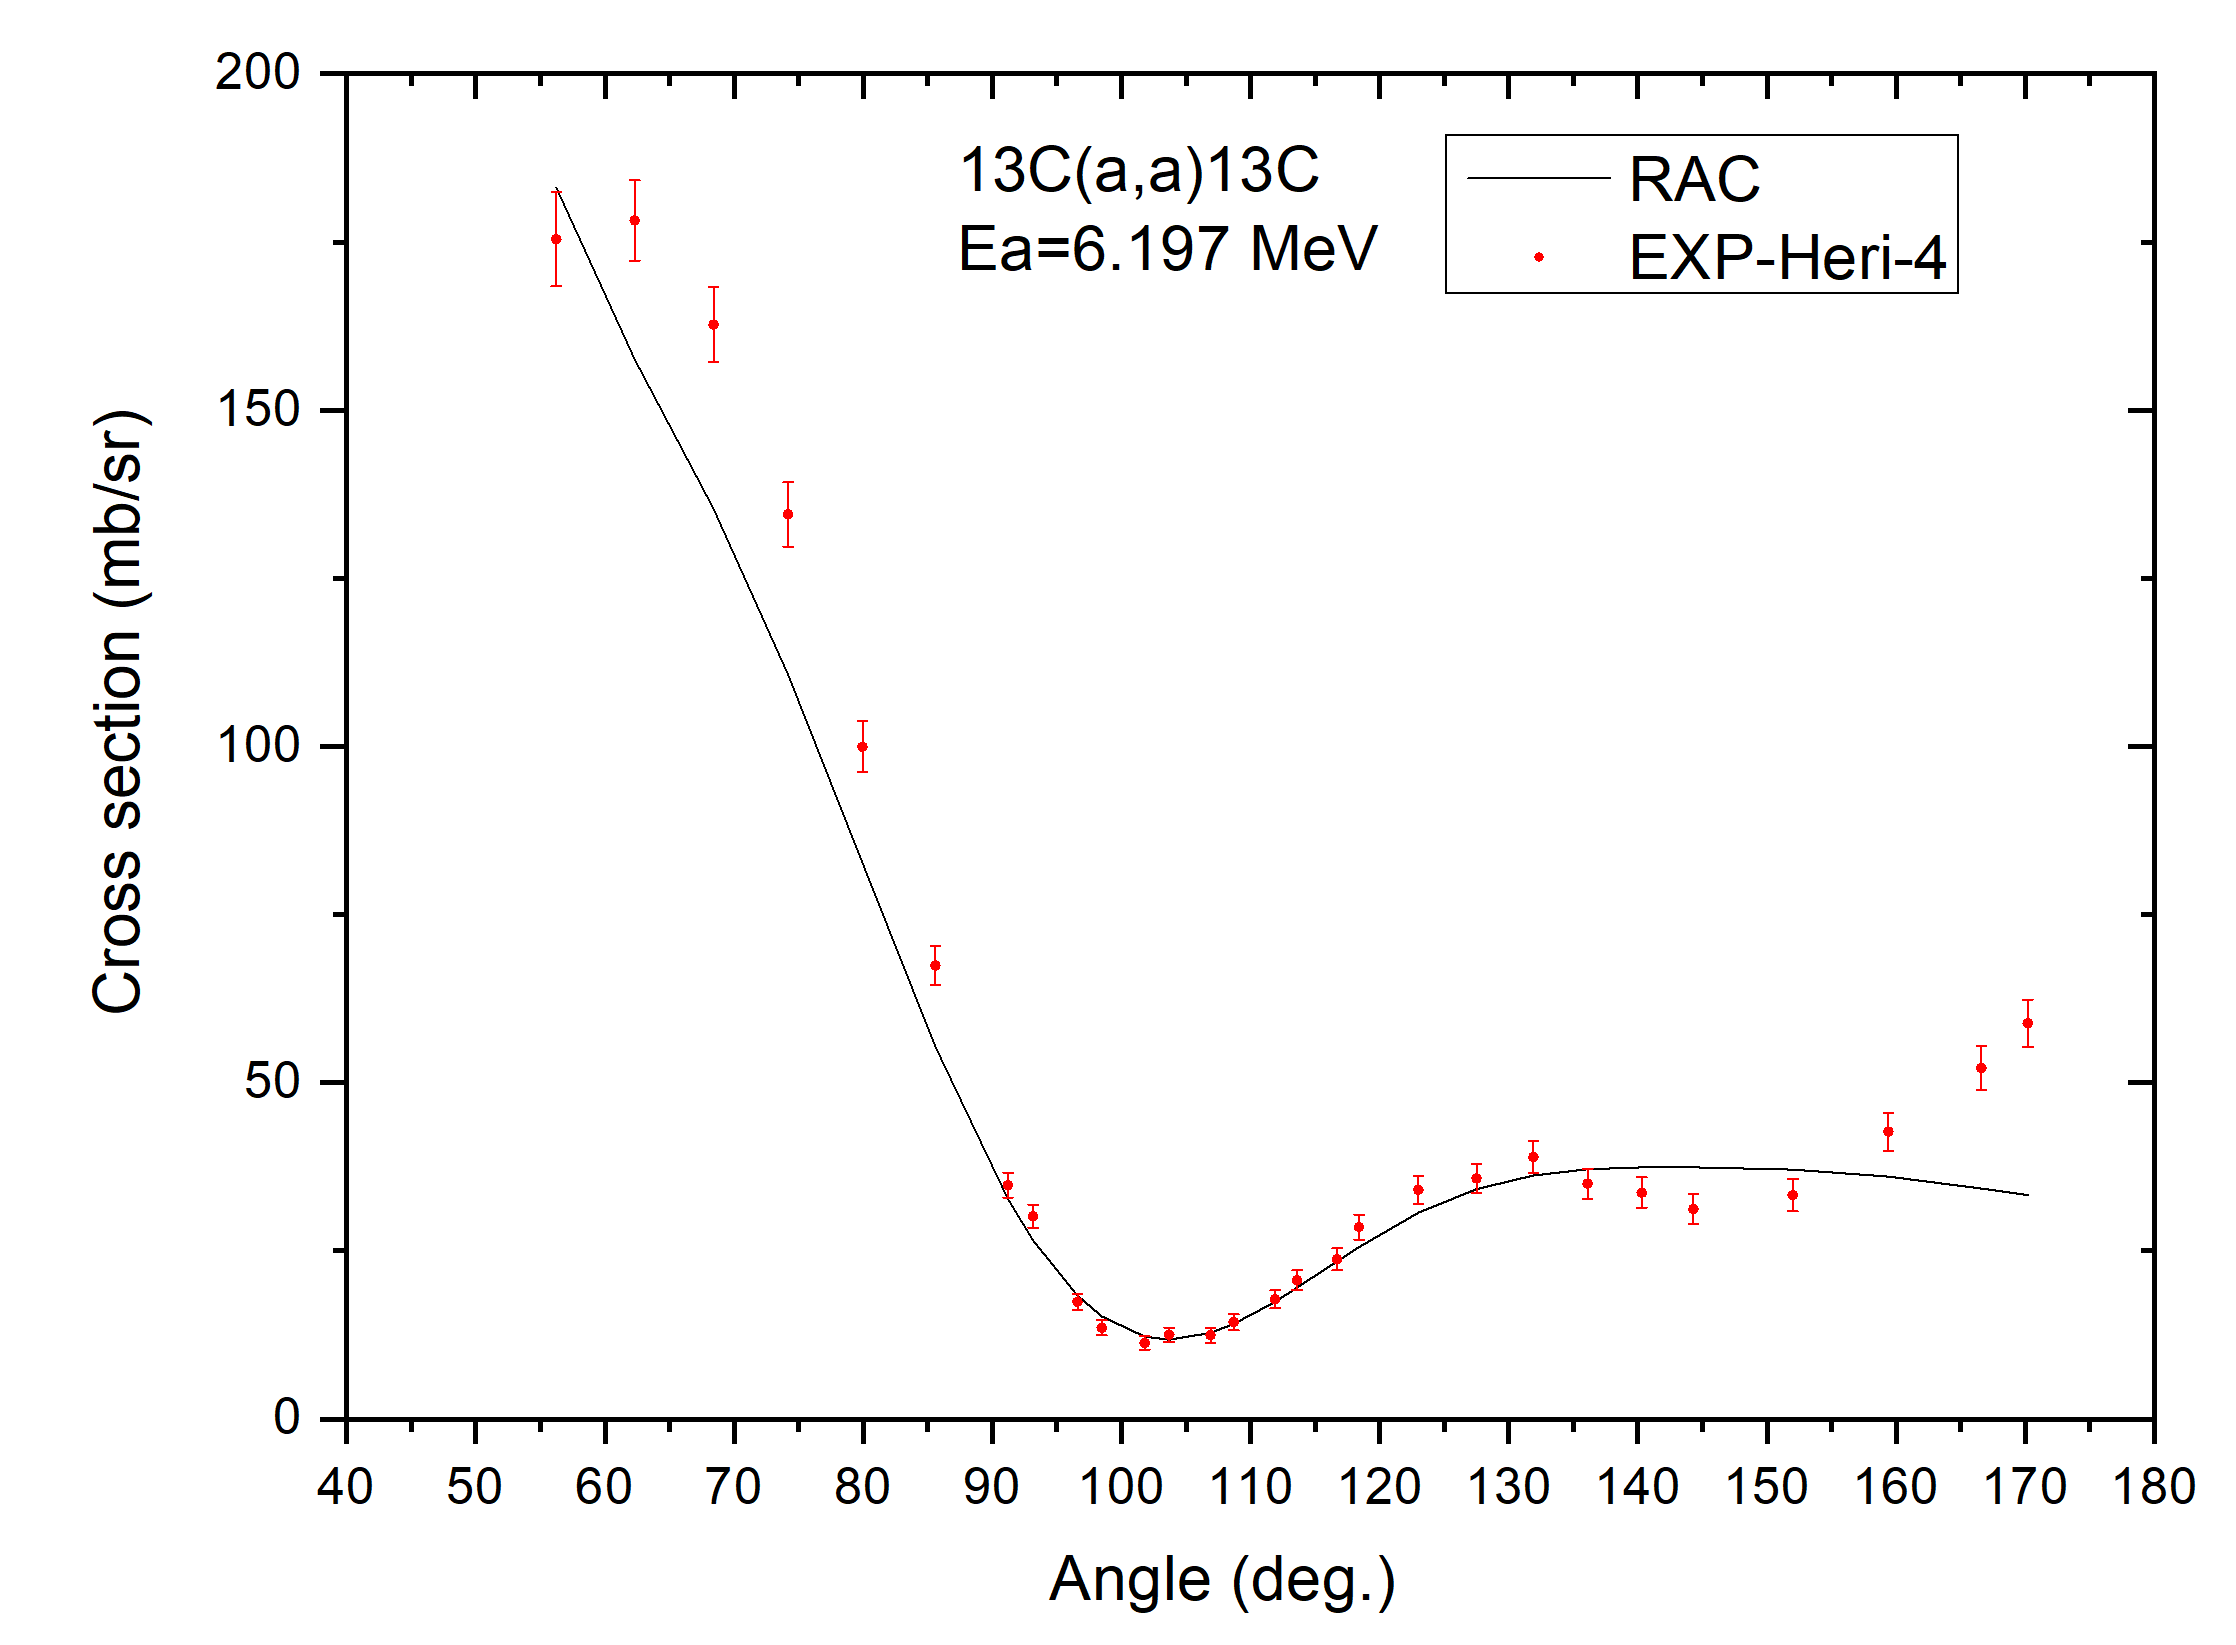 200
13C(a,a)13C
RAC
Ea=6.197 MeV
EXP-Heri-4
150
100
50
0
Cross section (mb/sr)
40 50 60 70 80 90 100 110 120 130 140 150 160 170 180
Angle (deg.)